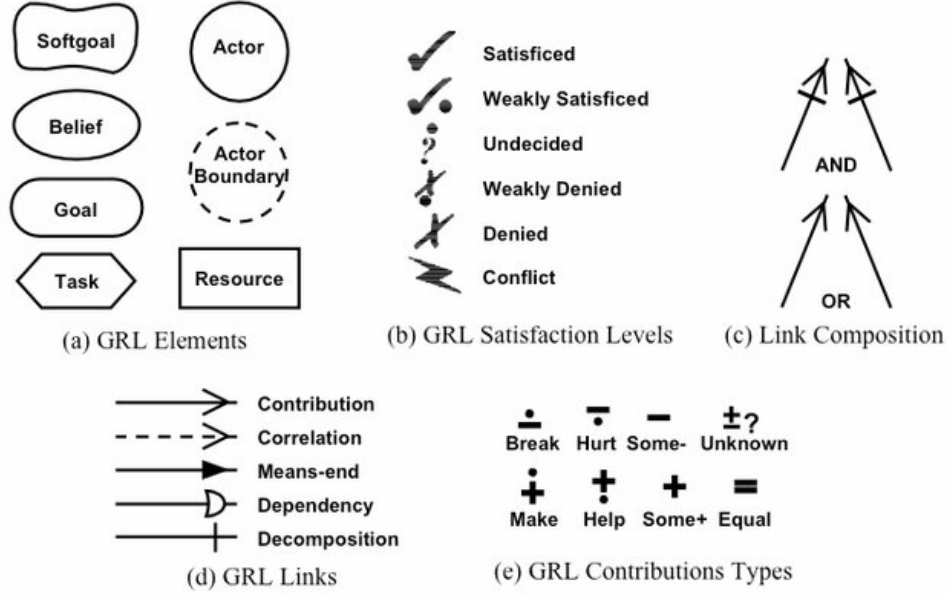 Softgoal
Actor
Belief
Actor
Boundary
Goal
Task
Resource
(a) GRL Elements
Satisficed
Weakly Satisficed
Undecided
Weakly Denied
Denied
Conflict
(b) GRL Satisfaction Levels
AND
OR
(c) Link Composition
Contribution
Correlation
Means-end
Dependency
Decomposition
(d) GRL Links
Break Hurt Some- Unknown
Make Help Some+ Equal
(e) GRL Contributions Types